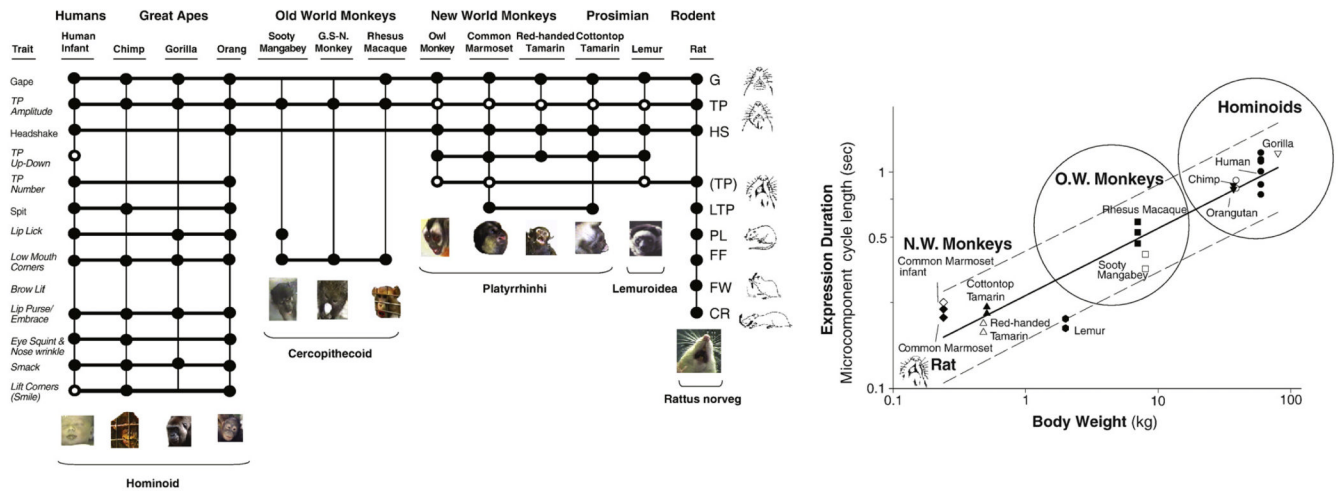 Humans Great Apes Old World Monkeys New World Monkeys Prosimian Rodent
Trait
Human
Infant
Chimp
Gorilla
Orang
Sooty
Mangabey
G.S-N.
Monkey
Rhesus
Macaque
Owl
Monkey
Common
Marmoset
Red-handed
Tamarin
Cottontop
Tamarin
Lemur
Rat
Gape
G
TP
Amplitude
TP
Headshake
HS
TP
Up-Down
TP
Number
(TP)
Spit
LTP
Lip Lick
PL
Low Mouth
Corners
FF
Brow Lif
FW
Lip Purse/
Embrace
CR
Eye Squint &
Nose wrinkle
Smack
Lift Corners
(Smile)
Hominoid
Cercopithecoid
Platyrrhinhi
Lemuroidea
Rattus norveg
Expression Duration
Microcomponent cycle length (sec)
1
0.5
0.1
0.1
1
10
100
Body Weight (kg)
Hominoids
Gorilla
Human
Chimp
Orangutan
O.W. Monkeys
Rhesus Macaque
Sooty
Mangabey
N.W. Monkeys
Common Marmoset
infant
Cottontop
Tamarin
Red-handed
Tamarin
Lemur
Common Marmoset
Rat